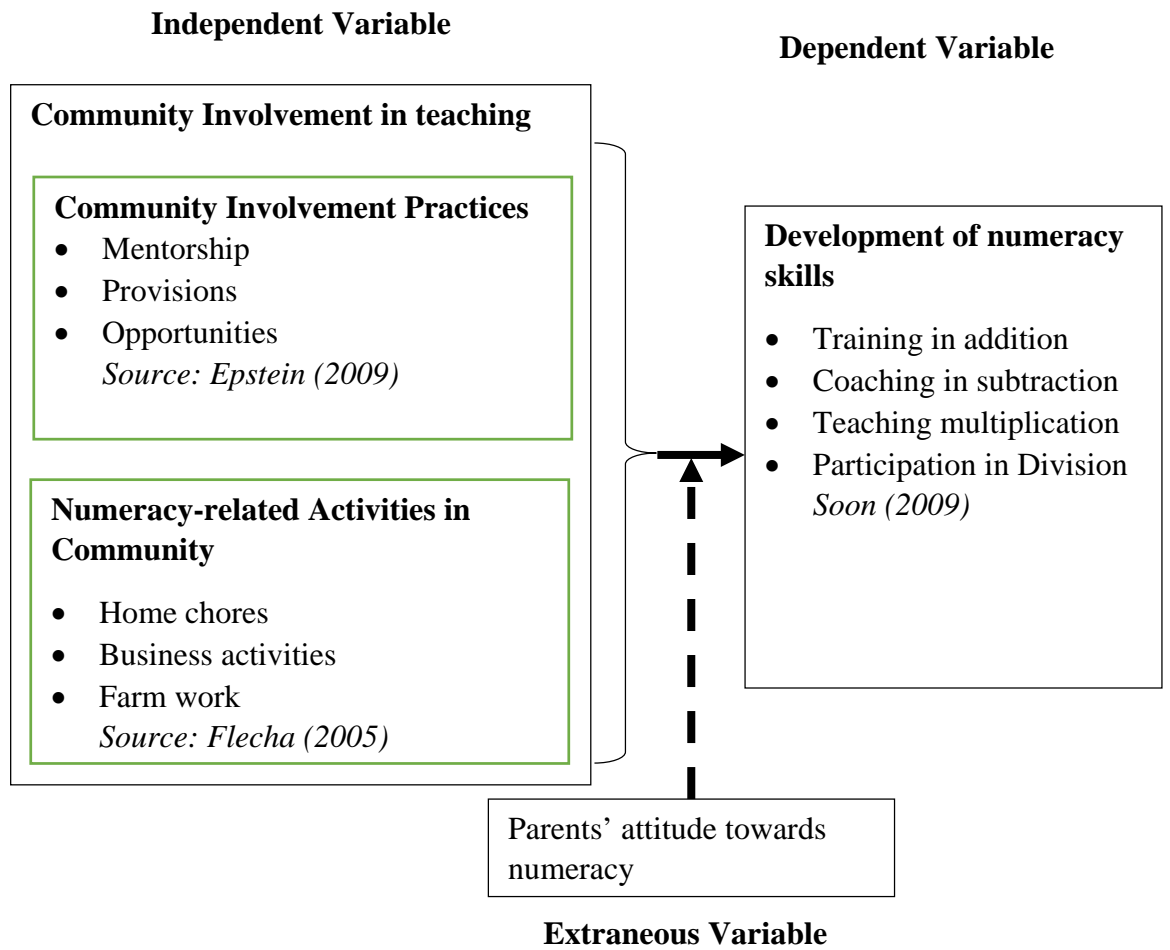 Independent Variable
Dependent Variable
Community Involvement in teaching
Community Involvement Practices
• Mentorship
• Provisions
• Opportunities
Source: Epstein (2009)
Numeracy-related Activities in
Community
• Home chores
• Business activities
• Farm work
Source: Flecha (2005)
Development of numeracy
skills
• Training in addition
• Coaching in subtraction
• Teaching multiplication
• Participation in Division
Soon (2009)
Parents’ attitude towards
numeracy
Extraneous Variable